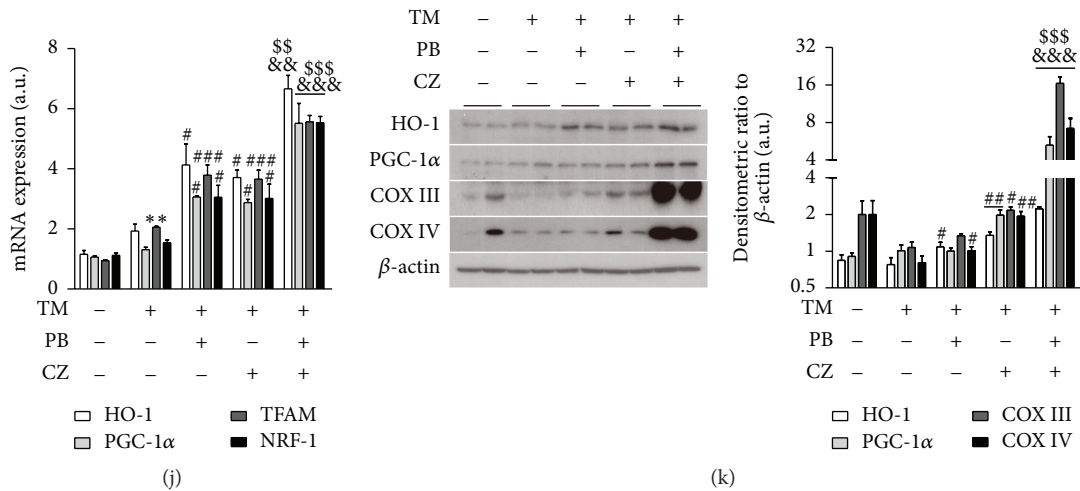 mRNA expression (a.u.)
8
6
4
2
0
**
#
#
###
#
#
#
###
#
$$
&&
$$$
&&&
TM – + + + +
PB – – + – +
CZ – – – + +
HO-1
TFAM
PGC-1α
NRF-1
(j)
TM – + + + +
PB – – + – +
CZ – – – + +
HO-1
PGC-1α
COX III
COX IV
β-actin
Densitometric ratio to
β-actin (a.u.)
32
16
8
4
4
2
1
0.5
#
#
##
#
##
$$$
&&&
TM – + + + +
PB – – + – +
CZ – – – + +
HO-1
COX III
PGC-1α
COX IV
(k)